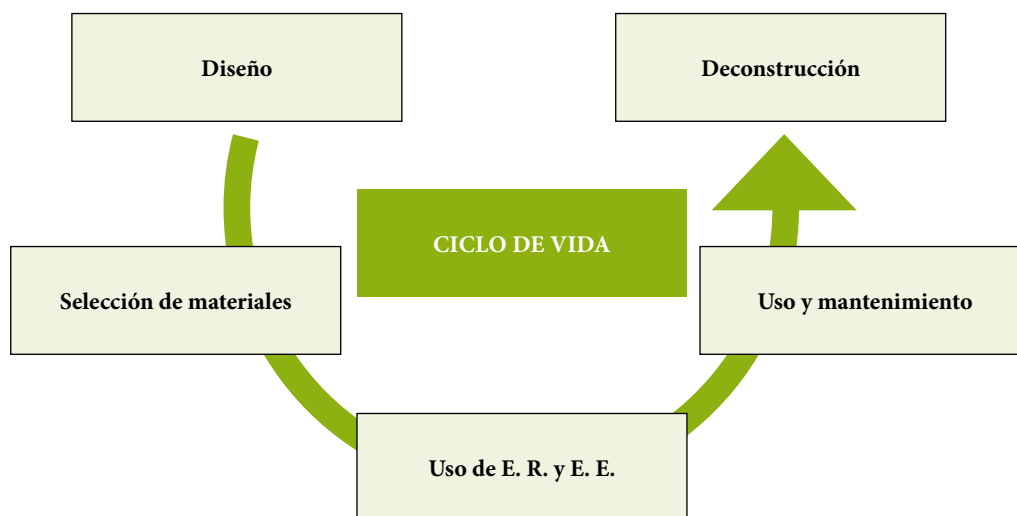 Diseño
Deconstrucción
CICLO DE VIDA
Selección de materiales
Uso y mantenimiento
Uso de E. R. y E. E.